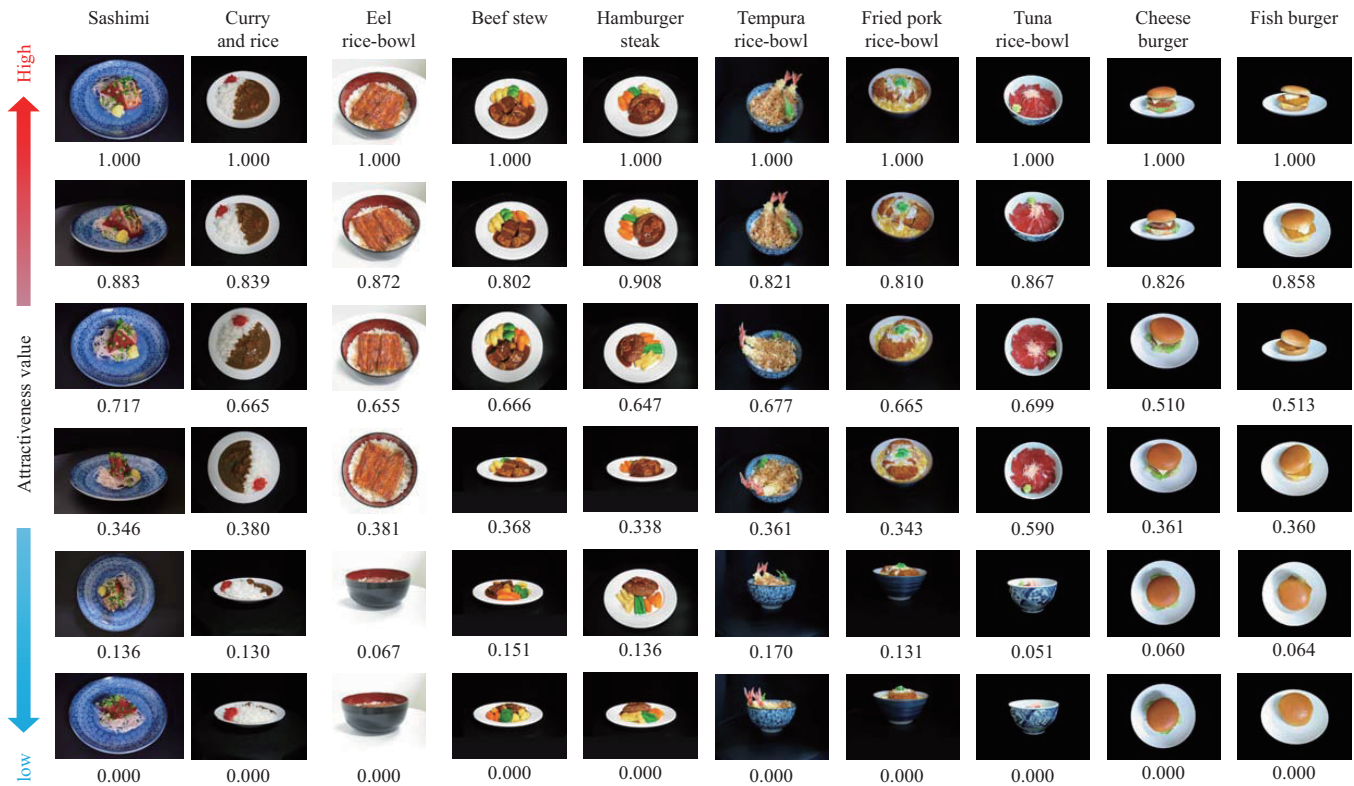 Sashimi Curry and rice Eel rice-bowl Beef stew Hamburger steak Tempura rice-bowl Fried pork rice-bowl Tuna rice-bowl Cheese burger Fish burger
High
1.000 1.000 1.000 1.000 1.000 1.000 1.000 1.000 1.000 1.000
0.883 0.839 0.872 0.802 0.908 0.821 0.810 0.867 0.826 0.858
Attractiveness value
0.717 0.665 0.655 0.666 0.647 0.677 0.665 0.699 0.510 0.513
0.346 0.380 0.381 0.368 0.338 0.361 0.343 0.590 0.361 0.360
0.136 0.130 0.067 0.151 0.136 0.170 0.131 0.051 0.060 0.064
low
0.000 0.000 0.000 0.000 0.000 0.000 0.000 0.000 0.000 0.000